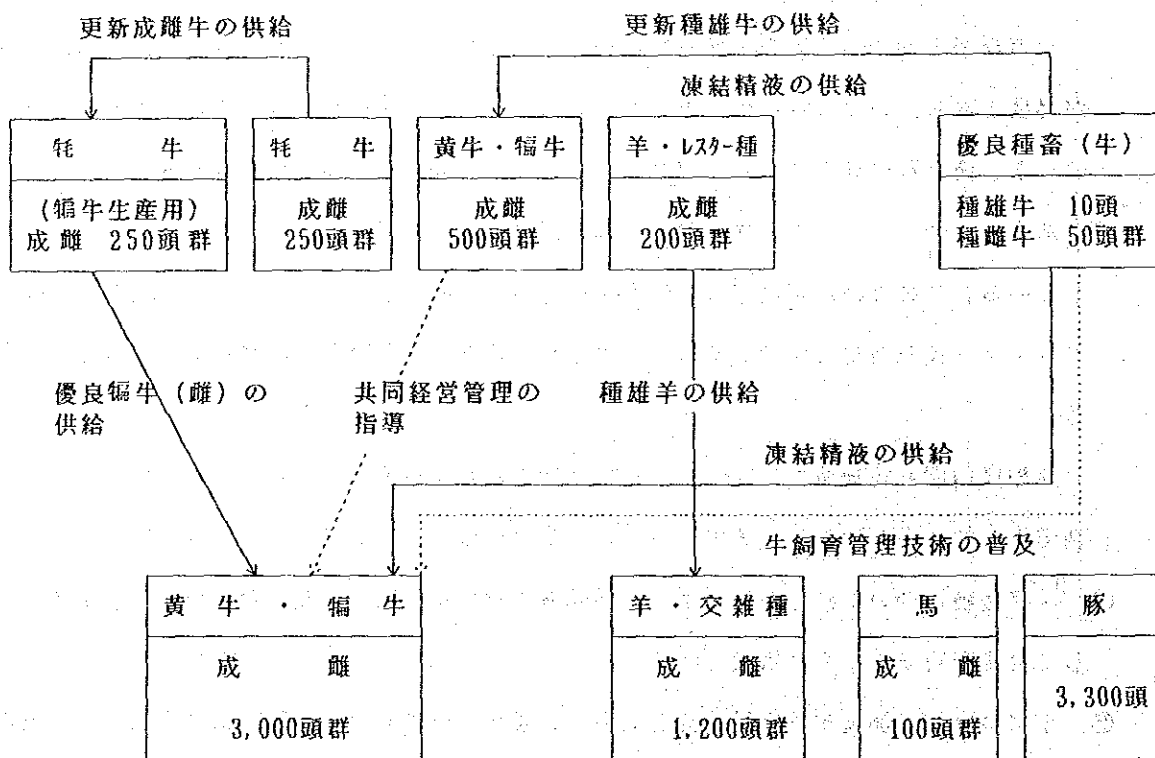 更新成雌牛の供給
更新種雄牛の供給
凍結精液の供給
牦　牛
(犏牛生産用)
成雌 250頭群
牦　牛
成雌
250頭群
黄牛・犏牛
成雌
500頭群
羊・レスター種
成雌
200頭群
優良種畜(牛)
種雄牛 10頭
種雌牛 50頭群
優良犏牛(雌)の
供給
共同経営管理の
指導
種雄羊の供給
凍結精液の供給
牛飼育管理技術の普及
黄牛・犏牛
成雌
3,000頭群
羊・交雑種
成雌
1,200頭群
馬
成雌
100頭群
豚
3,300頭